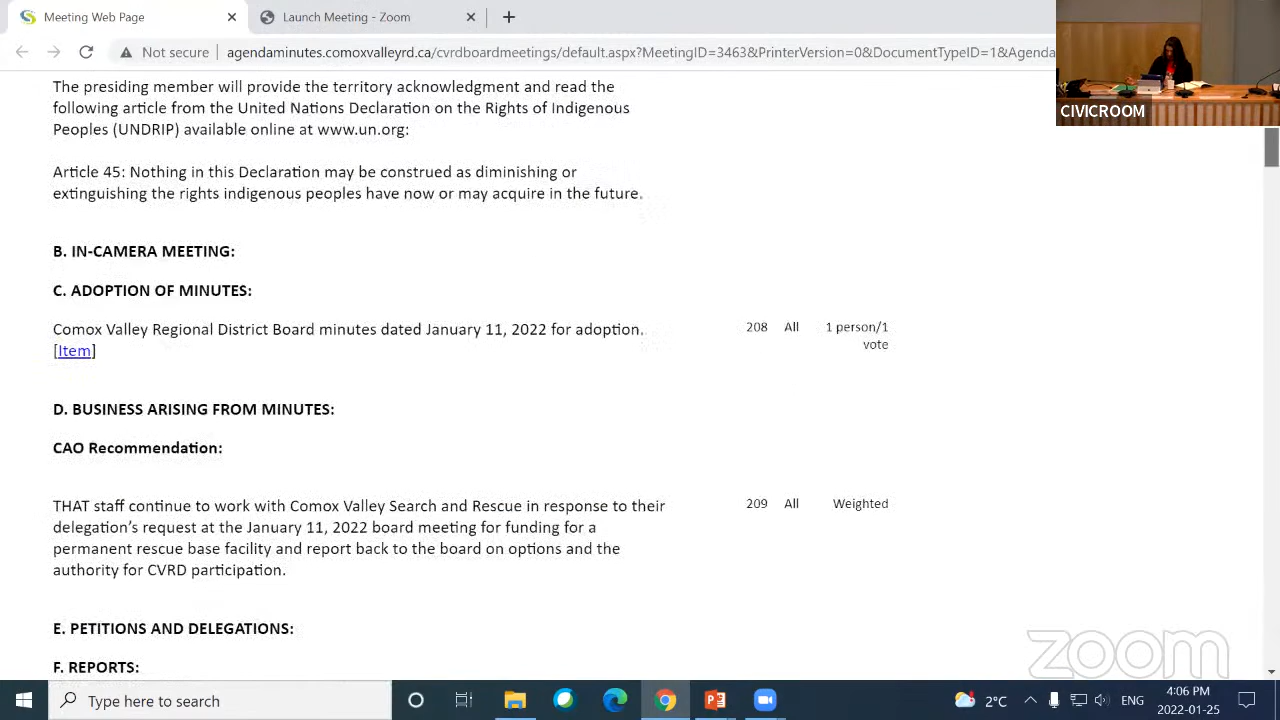 Meeting Web Page
Launch Meeting - Zoom
Not secure
agendaminutes.comoxvalleyrd.ca/cvrdboardmeetings/default.aspx?MeetingID=3463&PrinterVersion=0&DocumentTypeID=1&Agenda
CIVICROOM
The presiding member will provide the territory acknowledgment and read the
following article from the United Nations Declaration on the Rights of Indigenous
Peoples (UNDRIP) available online at www.un.org:
Article 45: Nothing in this Declaration may be construed as diminishing or
extinguishing the rights indigenous peoples have now or may acquire in the future.
B. IN-CAMERA MEETING:
C. ADOPTION OF MINUTES:
Comox Valley Regional District Board minutes dated January 11, 2022 for adoption.
[Item]
208 All 1 person/1
vote
D. BUSINESS ARISING FROM MINUTES:
CAO Recommendation:
THAT staff continue to work with Comox Valley Search and Rescue in response to their
delegation's request at the January 11, 2022 board meeting for funding for a
permanent rescue base facility and report back to the board on options and the
authority for CVRD participation.
209 All Weighted
E. PETITIONS AND DELEGATIONS:
F. REPORTS:
zoom
Type here to search
2°C
ENG
4:06 PM
2022-01-25